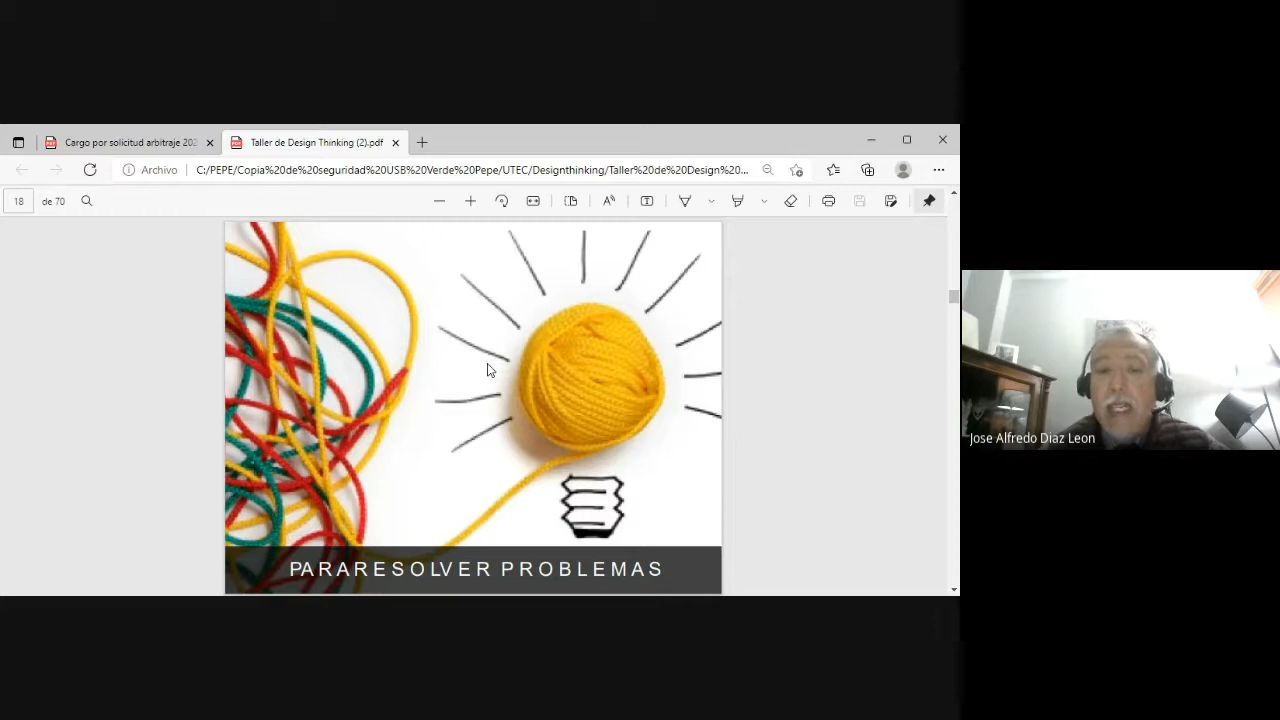 Cargo por solicitud arbitraje 202
Taller de Design Thinking (2).pdf
Archivo
C:/PEPE/Copia%20de%20seguridad%20USB%20Verde%20Pepe/UTEC/Designthinking/Taller%20de%20Design%20...
18 de 70
PARARESOLVER PROBLEMAS
Jose Alfredo Diaz Leon